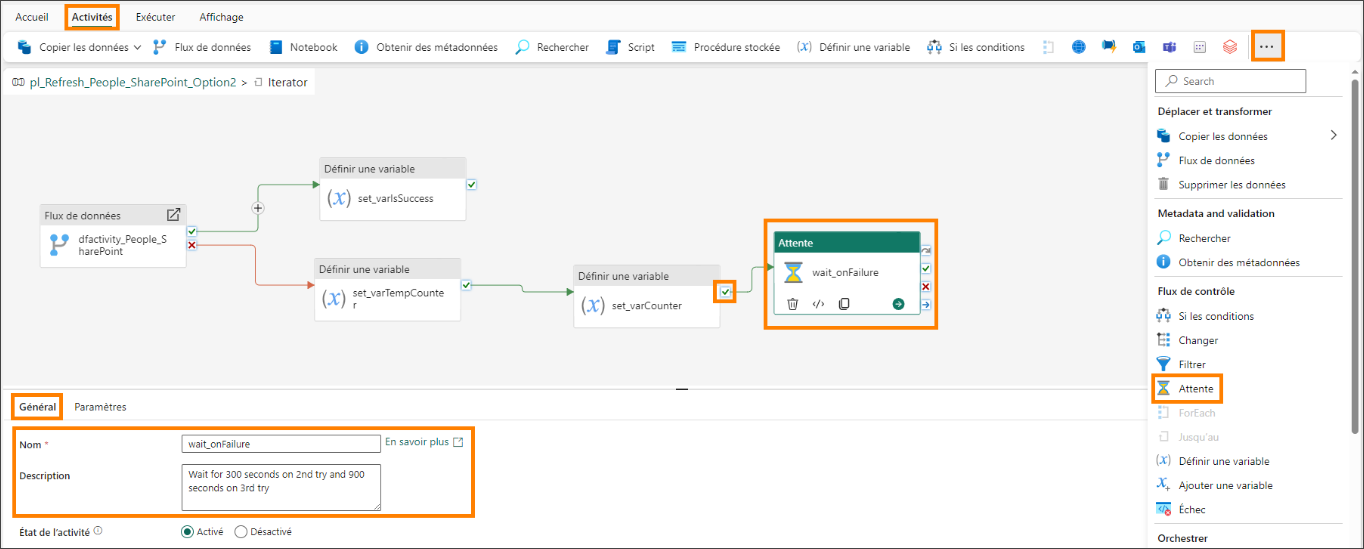 Accueil Activités Exécuter Affichage
Copier les données Flux de données Notebook Obtenir des métadonnées Rechercher Script Procédure stockée (x) Définir une variable Si les conditions ...
pl_Refresh_People_SharePoint_Option2 > Iterator
Définir une variable
(x) set_varIsSuccess
Flux de données
dfactivity_People_S
harePoint
Définir une variable
(x) set_varTempCounte
r
Définir une variable
(x) set_varCounter
Attente
wait_onFailure
</>
Search
Déplacer et transformer
Copier les données
Flux de données
Supprimer les données
Metadata and validation
Rechercher
Obtenir des métadonnées
Flux de contrôle
Si les conditions
Changer
Filtrer
Attente
ForEach
Jusqu'au
(x) Définir une variable
Ajouter une variable
Échec
Orchestrer
Général Paramètres
Nom * wait_onFailure En savoir plus
Description Wait for 300 seconds on 2nd try and 900
seconds on 3rd try
État de l'activité Activé Désactivé